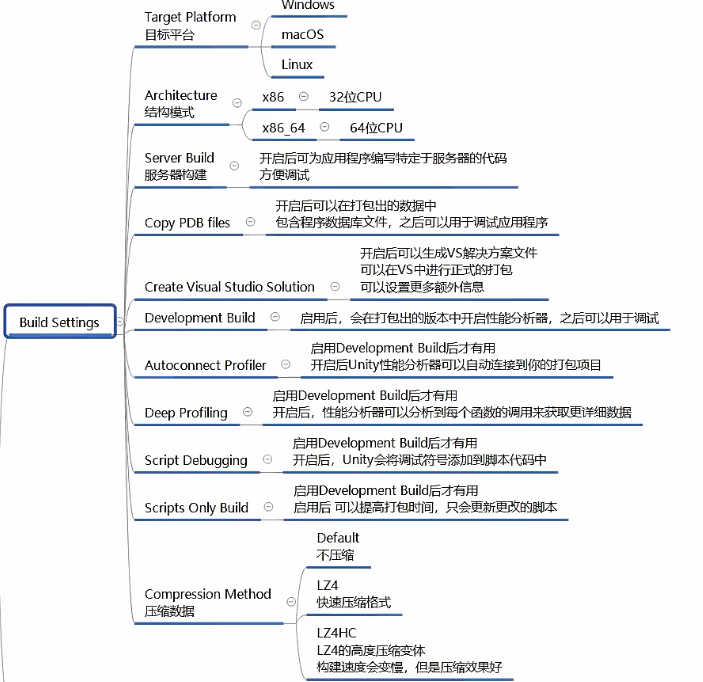 Windows
Target Platform
目标平台
macOS
Linux
Architecture
结构模式
x86
32位CPU
x86_64
64位CPU
Server Build
服务器构建
开启后可为应用程序编写特定于服务器的代码
方便调试
Copy PDB files
开启后可以在打包出的数据中
包含程序数据库文件，之后可以用于调试应用程序
Create Visual Studio Solution
开启后可以生成VS解决方案文件
可以在VS中进行正式的打包
可以设置更多额外信息
Build Settings
Development Build
启用后，会在打包出的版本中开启性能分析器，之后可以用于调试
Autoconnect Profiler
启用Development Build后才有用
开启后Unity性能分析器可以自动连接到你的打包项目
Deep Profiling
启用Development Build后才有用
开启后，性能分析器可以分析到每个函数的调用来获取更详细数据
Script Debugging
启用Development Build后才有用
开启后，Unity会将调试符号添加到脚本代码中
Scripts Only Build
启用Development Build后才有用
启用后 可以提高打包时间，只会更新更改的脚本
Compression Method
压缩数据
Default
不压缩
LZ4
快速压缩格式
LZ4HC
LZ4的高度压缩变体
构建速度会变慢，但是压缩效果好